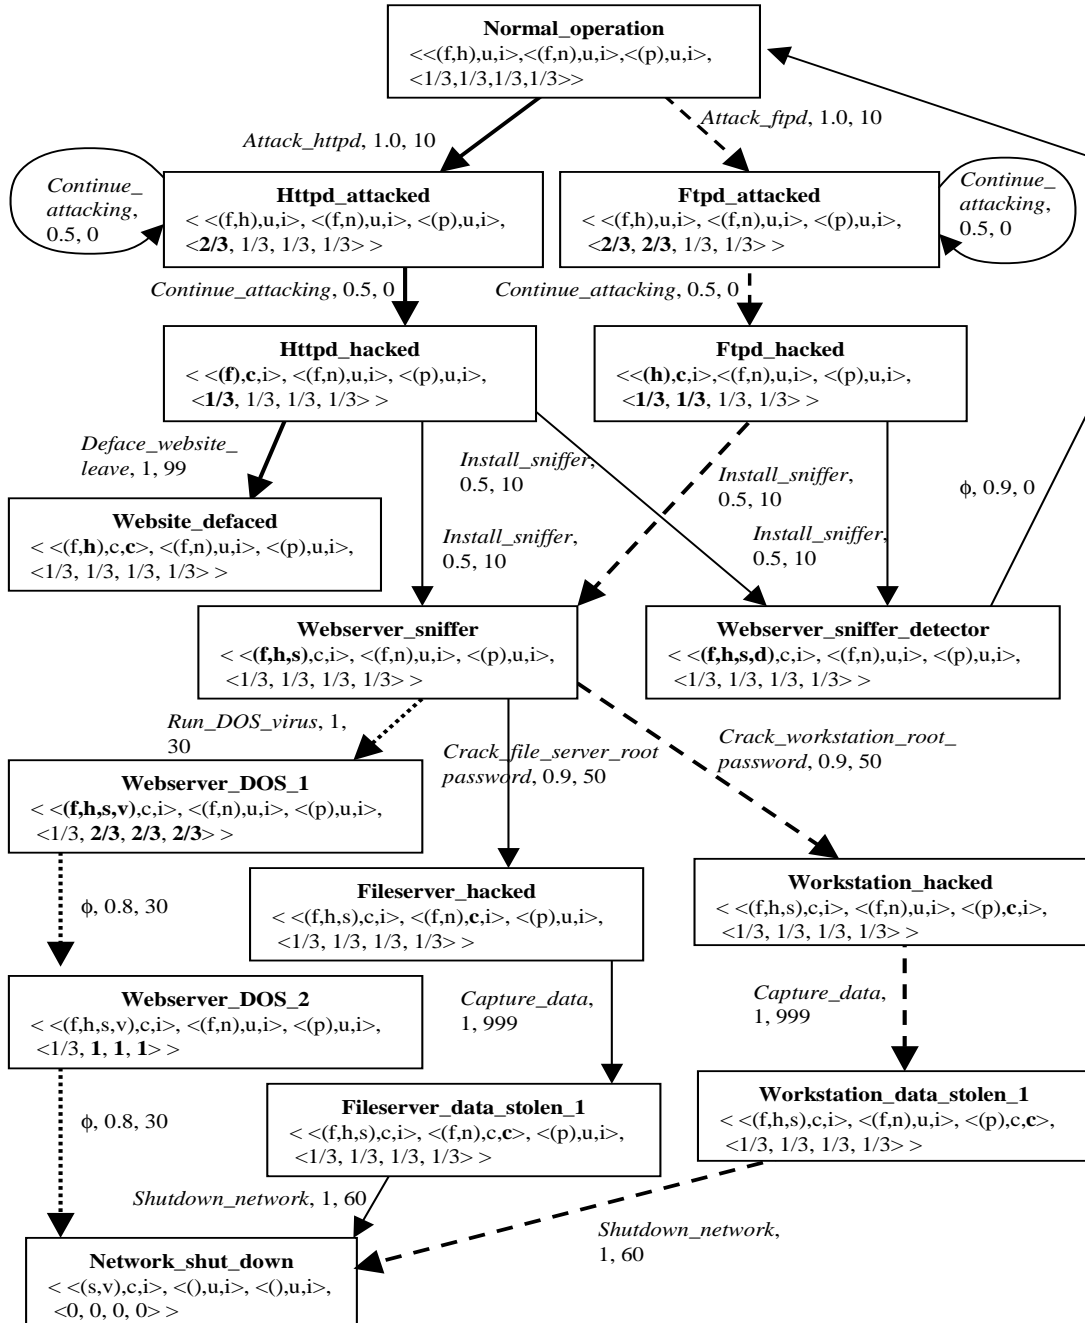 Normal_operation
<<(f,h),u,i>,<(f,n),u,i>,<(p),u,i>,
<1/3,1/3,1/3,1/3>>
Attack_httpd, 1.0, 10
Attack_ftpd, 1.0, 10
Continue_
attacking,
0.5, 0
Httpd_attacked
< <(f,h),u,i>, <(f,n),u,i>, <(p),u,i>,
<2/3, 1/3, 1/3, 1/3> >
Ftpd_attacked
< <(f,h),u,i>, <(f,n),u,i>, <(p),u,i>,
<2/3, 2/3, 1/3, 1/3> >
Continue_
attacking,
0.5, 0
Continue_attacking, 0.5, 0
Continue_attacking, 0.5, 0
Httpd_hacked
< <(f),c,i>, <(f,n),u,i>, <(p),u,i>,
<1/3, 1/3, 1/3, 1/3> >
Ftpd_hacked
<<(h),c,i>,<(f,n),u,i>, <(p),u,i>,
<1/3, 1/3, 1/3, 1/3> >
Deface_website_
leave, 1, 99
Install_sniffer,
0.5, 10
Install_sniffer,
0.5, 10
ϕ, 0.9, 0
Website_defaced
< <(f,h),c,c>, <(f,n),u,i>, <(p),u,i>,
<1/3, 1/3, 1/3, 1/3> >
Install_sniffer,
0.5, 10
Install_sniffer,
0.5, 10
Webserver_sniffer
< <(f,h,s),c,i>, <(f,n),u,i>, <(p),u,i>,
<1/3, 1/3, 1/3, 1/3> >
Webserver_sniffer_detector
< <(f,h,s,d),c,i>, <(f,n),u,i>, <(p),u,i>,
<1/3, 1/3, 1/3, 1/3> >
Run_DOS_virus, 1,
30
Crack_file_server_root
password, 0.9, 50
Crack_workstation_root_
password, 0.9, 50
Webserver_DOS_1
< <(f,h,s,v),c,i>, <(f,n),u,i>, <(p),u,i>,
<1/3, 2/3, 2/3, 2/3> >
ϕ, 0.8, 30
Fileserver_hacked
< <(f,h,s),c,i>, <(f,n),c,i>, <(p),u,i>,
<1/3, 1/3, 1/3, 1/3> >
Workstation_hacked
< <(f,h,s),c,i>, <(f,n),u,i>, <(p),c,i>,
<1/3, 1/3, 1/3, 1/3> >
Webserver_DOS_2
< <(f,h,s,v),c,i>, <(f,n),u,i>, <(p),u,i>,
<1/3, 1, 1, 1> >
Capture_data,
1, 999
Capture_data,
1, 999
ϕ, 0.8, 30
Fileserver_data_stolen_1
< <(f,h,s),c,i>, <(f,n),c,c>, <(p),u,i>,
<1/3, 1/3, 1/3, 1/3> >
Workstation_data_stolen_1
< <(f,h,s),c,i>, <(f,n),u,i>, <(p),c,c>,
<1/3, 1/3, 1/3, 1/3> >
Shutdown_network, 1, 60
Shutdown_network,
1, 60
Network_shut_down
< <(s,v),c,i>, <(),u,i>, <(),u,i>,
<0, 0, 0, 0> >